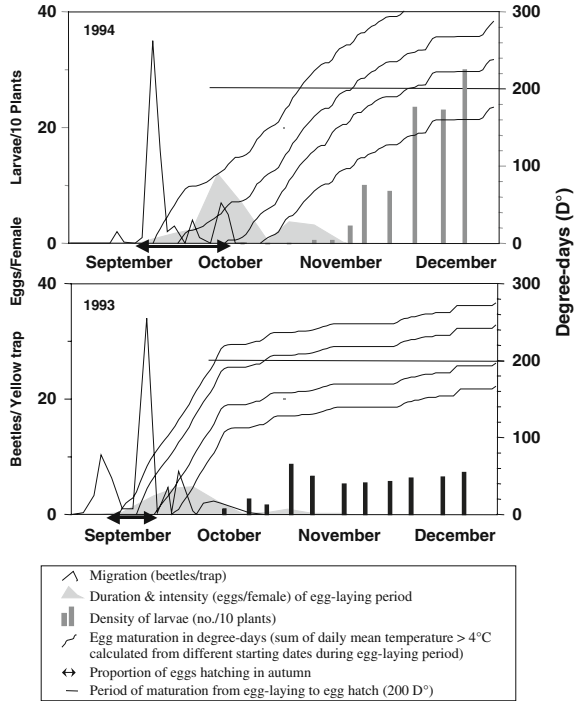 40
1994
300
Larvae/10 Plants
20
200
100
Eggs/Female
0
0
September
October
November
December
Degree-days (D°)
40
1993
300
Beetles/Yellow trap
20
200
100
0
0
September
October
November
December
Migration (beetles/trap)
Duration & intensity (eggs/female) of egg-laying period
Density of larvae (no./10 plants)
Egg maturation in degree-days (sum of daily mean temperature > 4°C
calculated from different starting dates during egg-laying period)
Proportion of eggs hatching in autumn
Period of maturation from egg-laying to egg hatch (200 D°)